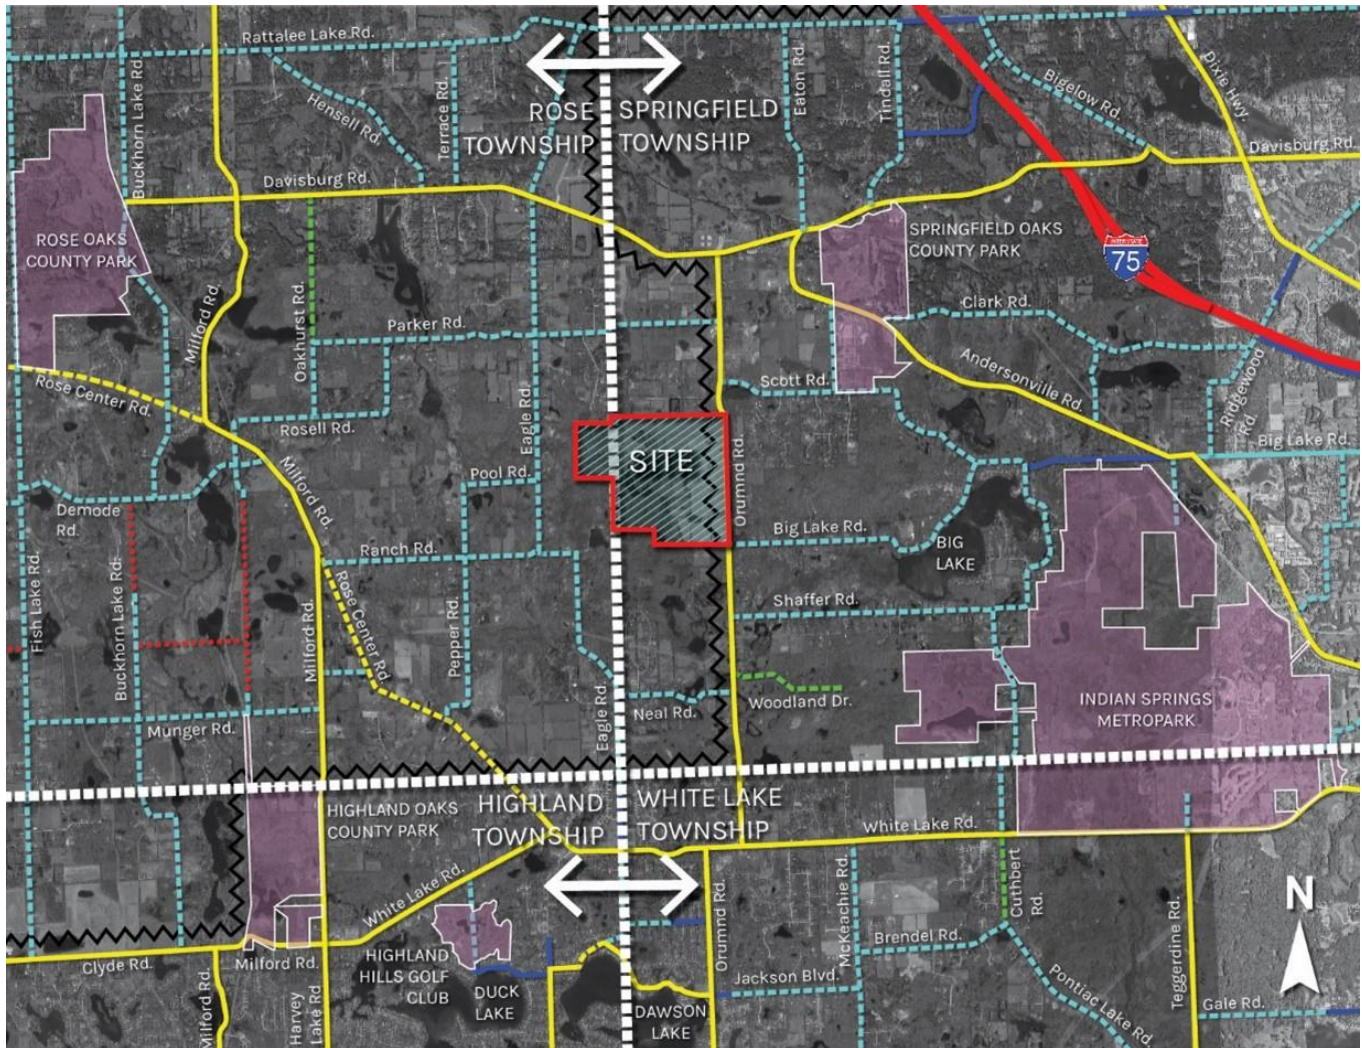 Rattalee Lake Rd.
Buckhorn Lake Rd.
Hensell Rd.
Terrace Rd.
ROSE
TOWNSHIP
SPRINGFIELD
TOWNSHIP
Eaton Rd.
Tindall Rd.
Bigelow Rd.
Dixie Hwy.
Davisburg Rd.
Davisburg Rd.
ROSE OAKS
COUNTY PARK
SPRINGFIELD OAKS
COUNTY PARK
INTERSTATE
75
Milford Rd.
Oakhurst Rd.
Parker Rd.
Clark Rd.
Rose Center Rd.
Rosell Rd.
Eagle Rd.
Scott Rd.
Andersonville Rd.
Ridgewood
Rd.
Big Lake Rd.
SITE
Orumnd Rd.
Pool Rd.
Milford Rd.
Demode
Rd.
Big Lake Rd.
BIG
LAKE
Ranch Rd.
Fish Lake Rd.
Buckhorn Lake Rd.
Milford Rd.
Rose Center Rd.
Pepper Rd.
Shaffer Rd.
Eagle Rd.
Neal Rd.
Woodland Dr.
INDIAN SPRINGS
METROPARK
Munger Rd.
HIGHLAND OAKS
COUNTY PARK
HIGHLAND
TOWNSHIP
WHITE LAKE
TOWNSHIP
White Lake Rd.
White Lake Rd.
Orumnd Rd.
McKeachie Rd.
Cuthbert
Rd.
Brendel Rd.
Teggerdine Rd.
N
Clyde Rd.
Milford Rd.
Milford Rd.
Harvey
Lake Rd.
HIGHLAND
HILLS GOLF
CLUB
DUCK
LAKE
DAWSON
LAKE
Jackson Blvd.
Pontiac Lake Rd.
Gale Rd.